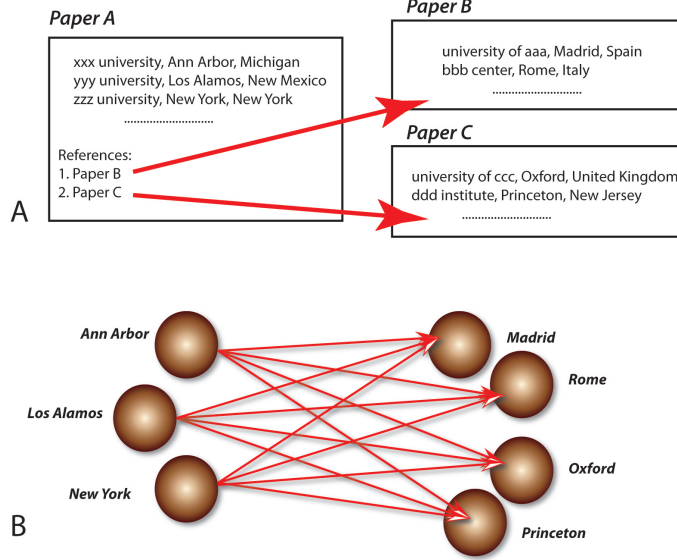 Paper A
xxx university, Ann Arbor, Michigan
yyy university, Los Alamos, New Mexico
zzz university, New York, New York
............................
References:
1. Paper B
2. Paper C
Paper B
university of aaa, Madrid, Spain
bbb center, Rome, Italy
............................
Paper C
university of ccc, Oxford, United Kingdom
ddd institute, Princeton, New Jersey
............................
A
Ann Arbor
Los Alamos
New York
Madrid
Rome
Oxford
Princeton
B